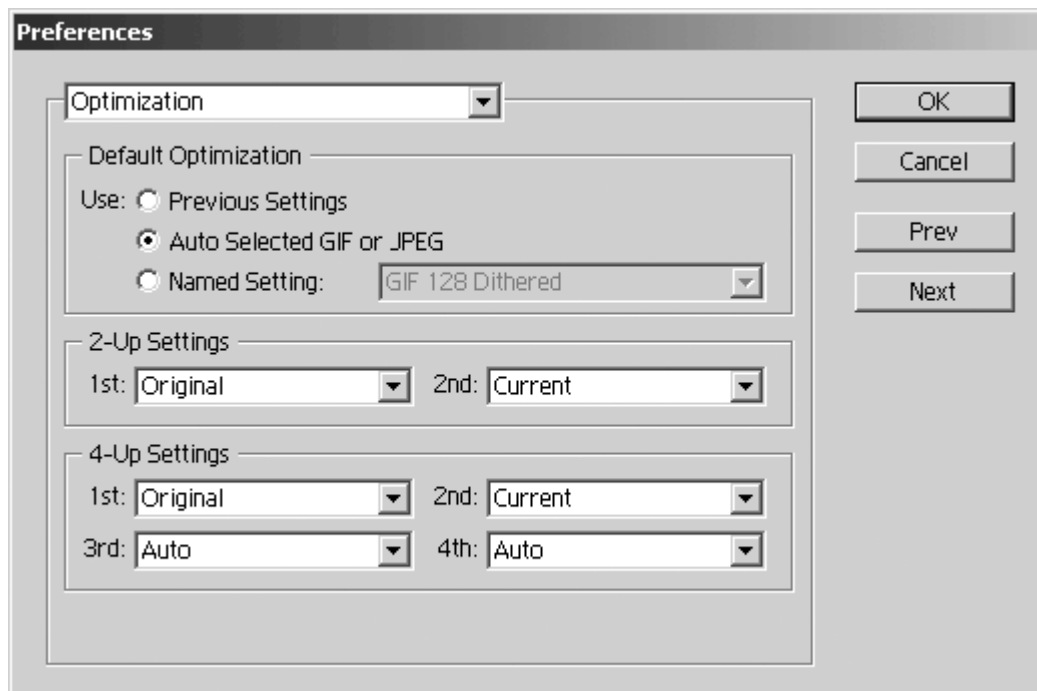 Preferences
Optimization
OK
Default Optimization
Cancel
Use: Previous Settings
Auto Selected GIF or JPEG
Prev
Named Setting: GIF 128 Dithered
Next
2-Up Settings
1st: Original 2nd: Current
4-Up Settings
1st: Original 2nd: Current
3rd: Auto 4th: Auto